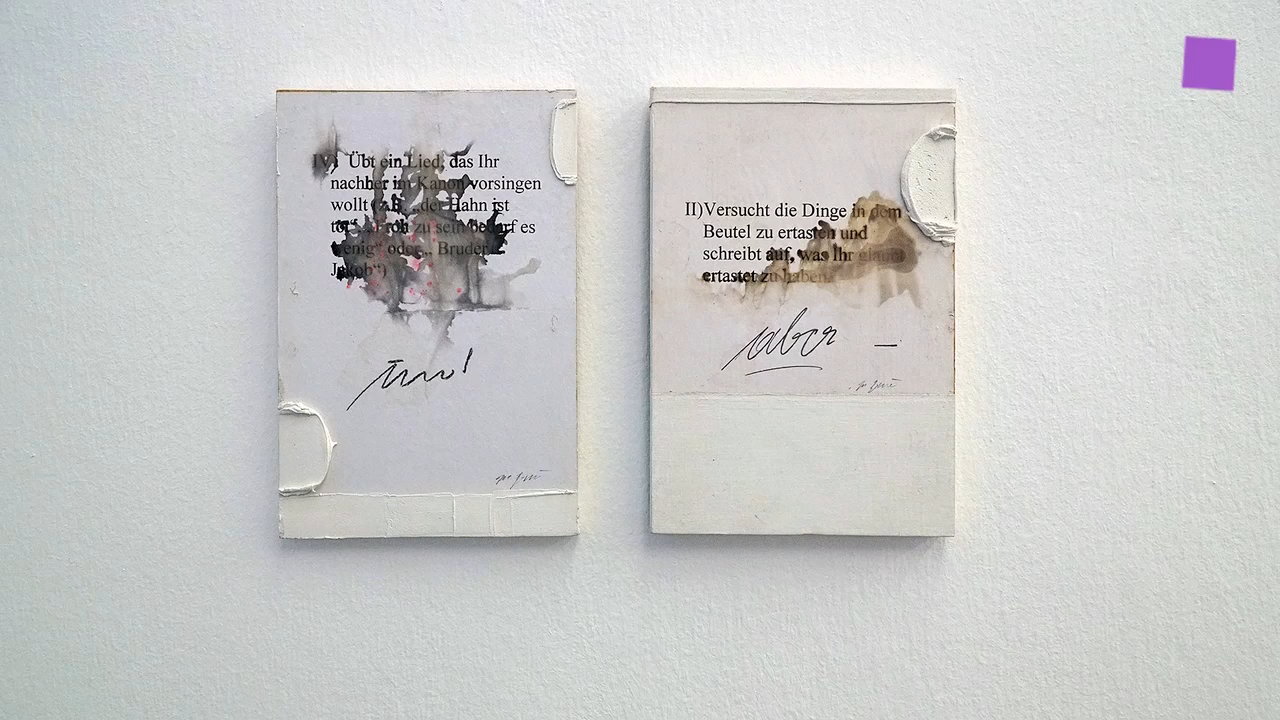 IV) Übt ein Lied, das Ihr
nachher im Kanon vorsingen
wollt (z.B. „der Hahn ist
tot“, „Froh zu sein bedarf es
wenig“ oder „ Bruder
Jakob“)
II)Versucht die Dinge in dem
Beutel zu ertasten und
schreibt auf, was Ihr glaubt
ertastet zu haben.
aber –